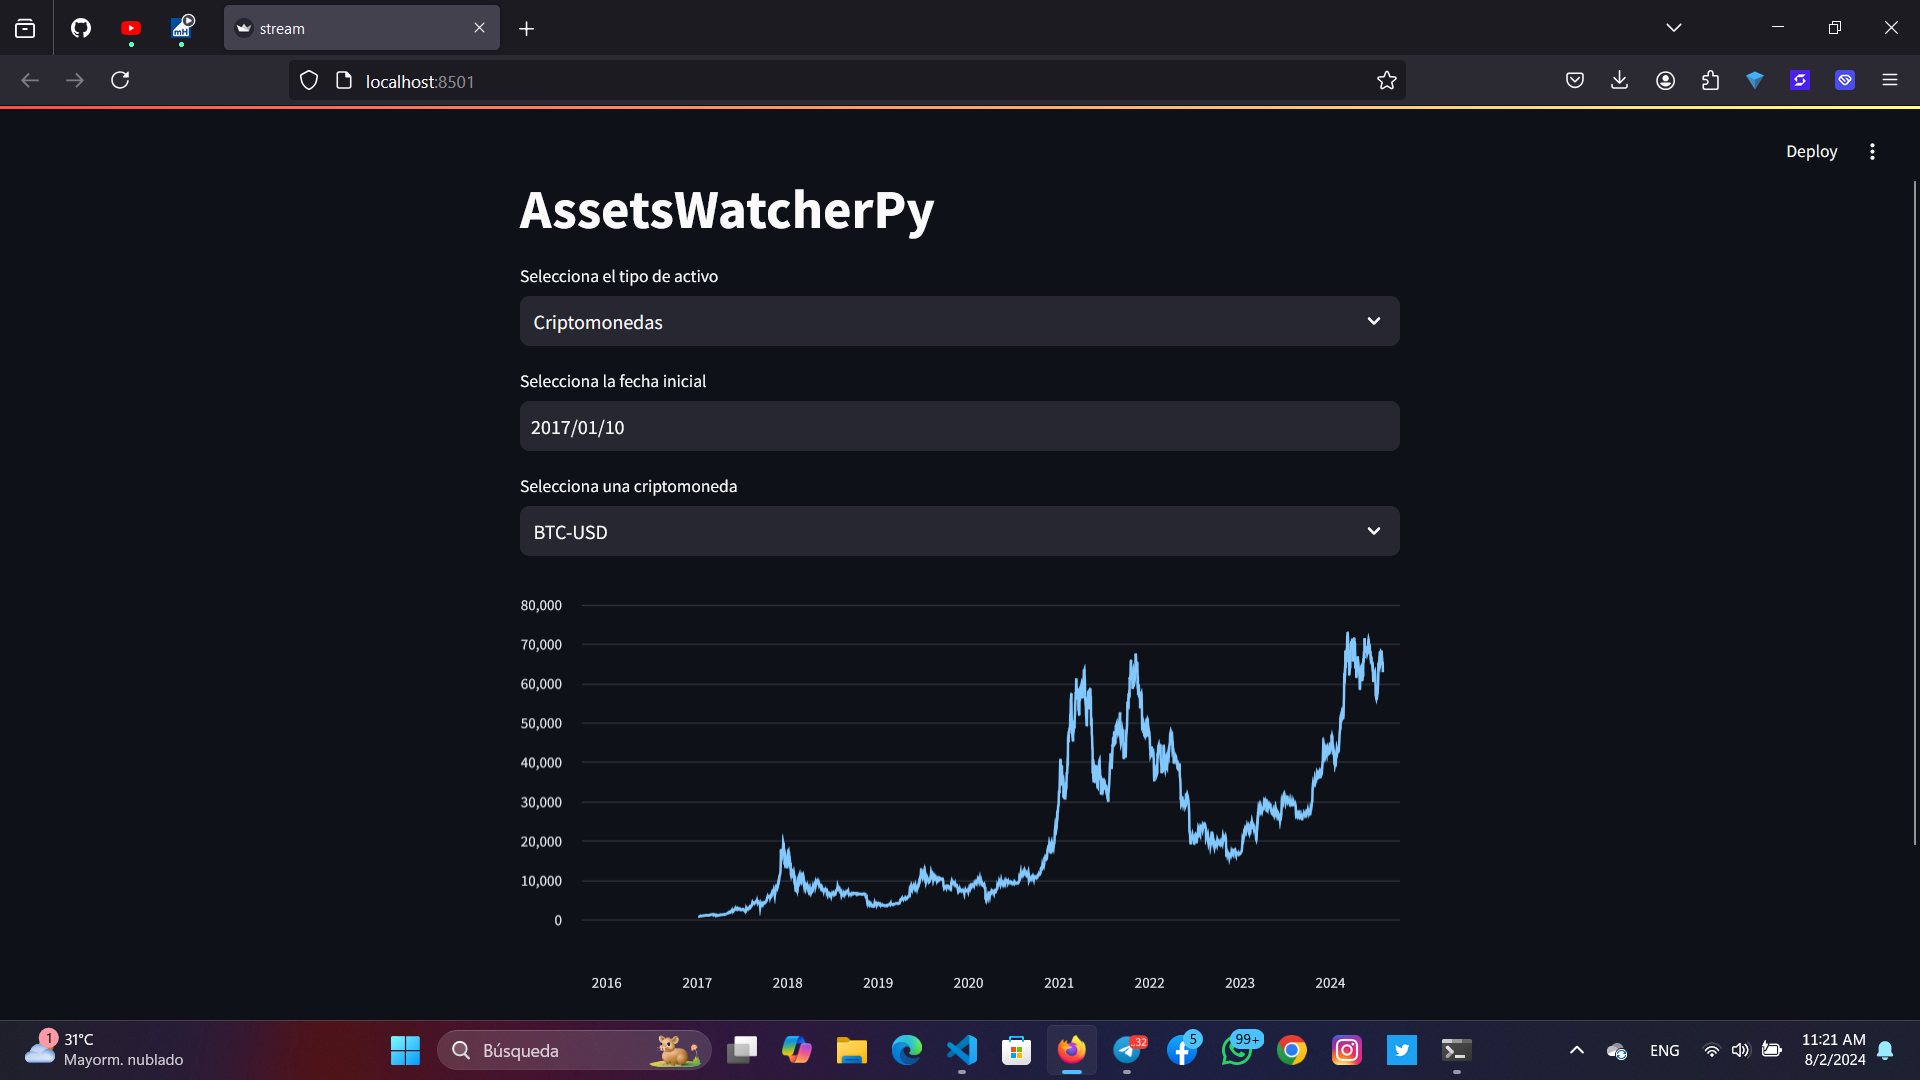 stream
localhost:8501
Deploy
AssetsWatcherPy
Selecciona el tipo de activo
Criptomonedas
Selecciona la fecha inicial
2017/01/10
Selecciona una criptomoneda
BTC-USD
80,000
70,000
60,000
50,000
40,000
30,000
20,000
10,000
0
2016 2017 2018 2019 2020 2021 2022 2023 2024
1
31°C
Mayorm. nublado
Búsqueda
32
5
99+
ENG
11:21 AM
8/2/2024